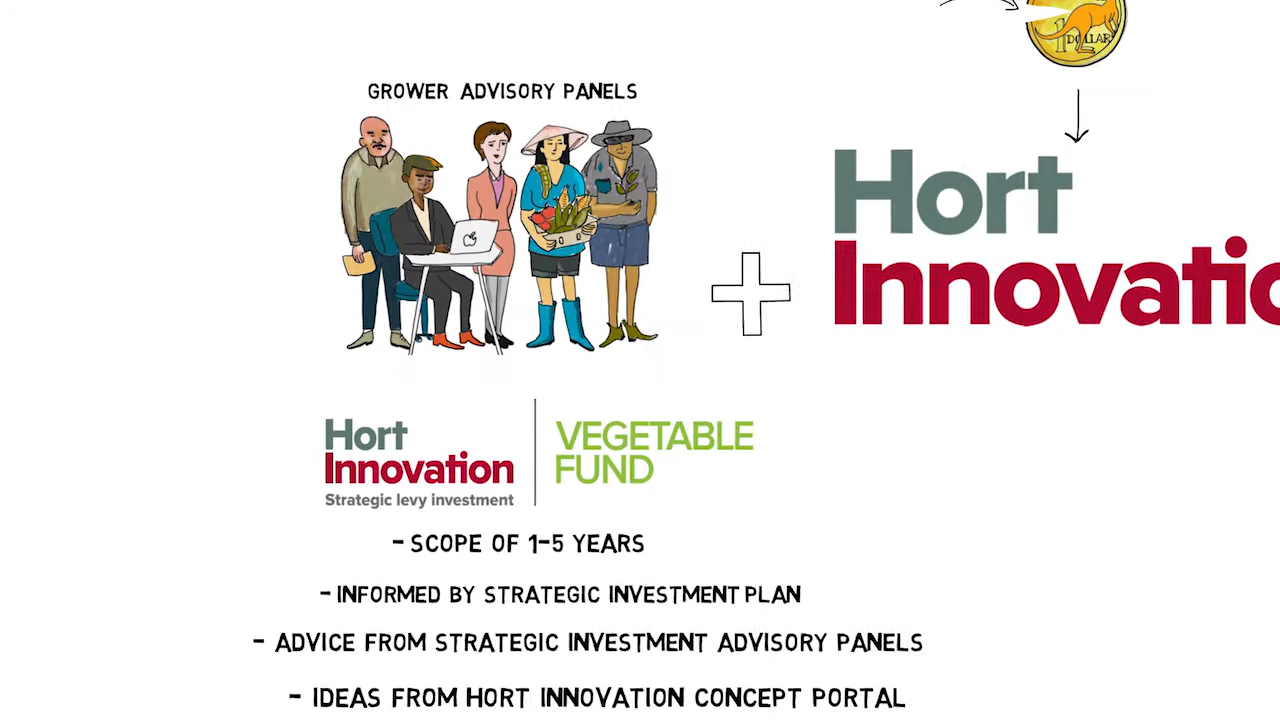 1 DOLLAR
GROWER ADVISORY PANELS
Hort
Innovatio
Hort
Innovation
Strategic levy investment
VEGETABLE
FUND
- SCOPE OF 1-5 YEARS
- INFORMED BY STRATEGIC INVESTMENT PLAN
- ADVICE FROM STRATEGIC INVESTMENT ADVISORY PANELS
- IDEAS FROM HORT INNOVATION CONCEPT PORTAL